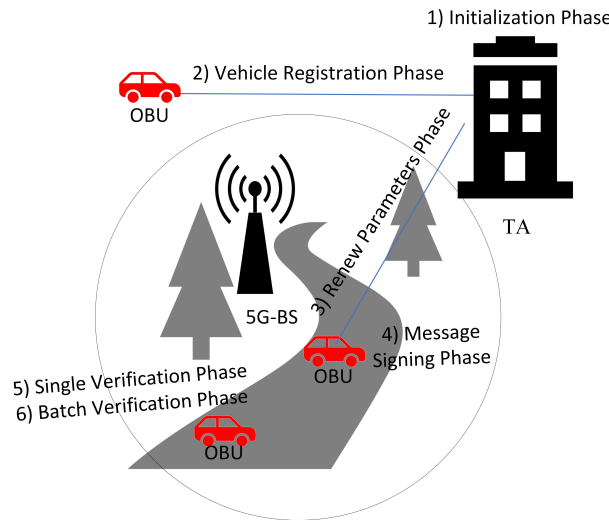 1) Initialization Phase
2) Vehicle Registration Phase
OBU
3) Renew Parameters Phase
TA
5G-BS
4) Message
Signing Phase
OBU
5) Single Verification Phase
6) Batch Verification Phase
OBU